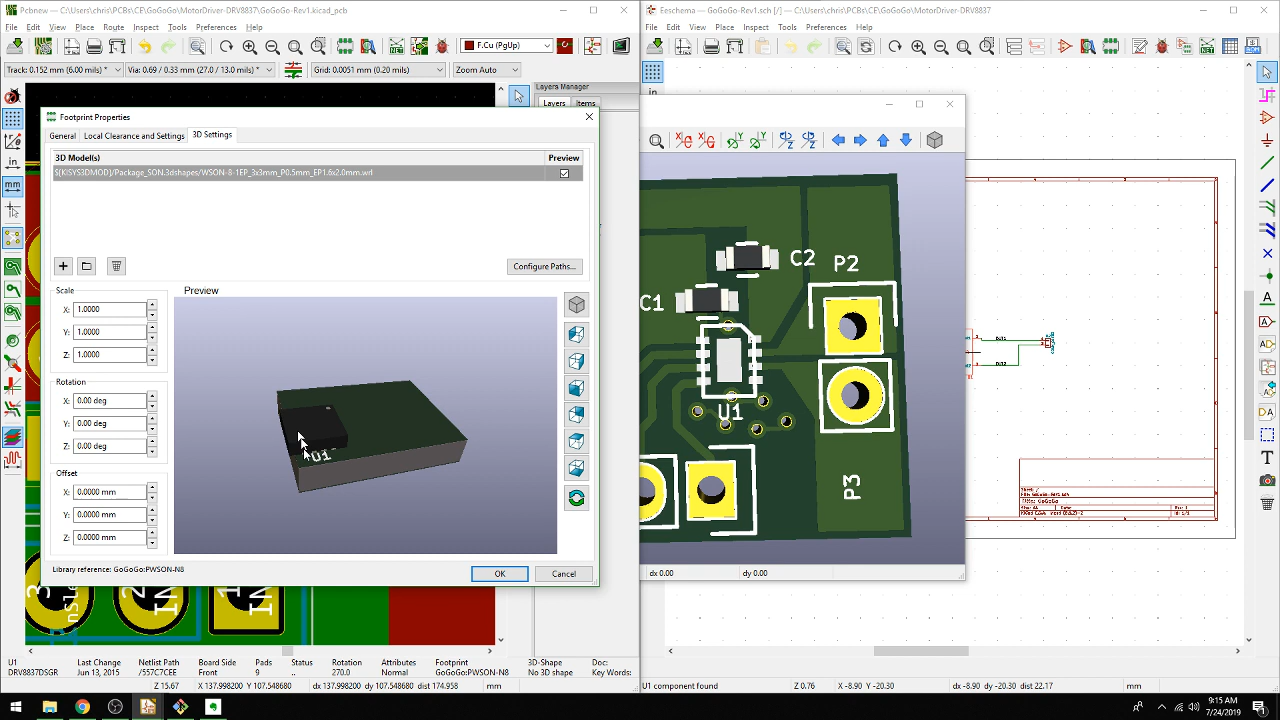 Pcbnew — C:\Users\chris\PCBs\CE\GoGoGo\MotorDriver-DRV8837\GoGoGo-Rev1.kicad_pcb
File Edit View Place Route Inspect Tools Preferences Help
F.Cu (PgUp)
Track: 0.152 mm (6.00 mils) *
Via: 0.69 / 0.33 mm (27.0 / 13.0 mils) *
Grid: 0.0051 mm (0.20 mils)
Zoom Auto
Layers Manager
Layers Items
in
mm
Footprint Properties
General
Local Clearance and Settings
3D Settings
3D Model(s)
Preview
${KISYS3DMOD}/Package_SON.3dshapes/WSON-8-1EP_3x3mm_P0.5mm_EP1.6x2.0mm.wrl
Configure Paths...
Scale
X: 1.0000
Y: 1.0000
Z: 1.0000
Rotation
X: 0.00 deg
Y: 0.00 deg
Z: 0.00 deg
Offset
X: 0.0000 mm
Y: 0.0000 mm
Z: 0.0000 mm
Preview
U1
Library reference: GoGoGo:PWSON-N8
OK
Cancel
U1
DRV8837DSGR
Last Change
Jun 13, 2015
Netlist Path
/557C7CEE
Board Side
Front
Pads
9
Status
..
Rotation
270.0
Attributes
Normal
Footprint
GoGoGo:PWSON-N8
3D-Shape
No 3D shape
Doc:
Key Words:
Z 15.67
X 137.998200 Y 107.548680
dx 137.998200 dy 107.548680 dist 174.958
mm
Eeschema — GoGoGo-Rev1.sch [/] — C:\Users\chris\PCBs\CE\GoGoGo\MotorDriver-DRV8837
File Edit View Place Inspect Tools Preferences Help
in
C2
P2
C1
U1
P3
dx 0.00
dy 0.00
U1 component found
Z 0.76
X -8.90 Y -20.30
dx -8.90 dy -20.30 dist 22.17
mm
9:15 AM
7/24/2019